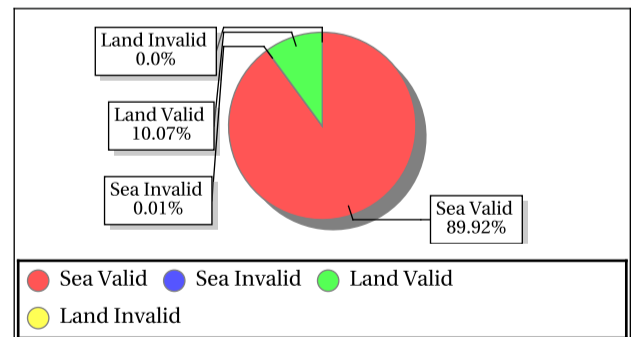 Land Invalid
0.0%
Land Valid
10.07%
Sea Invalid
0.01%
Sea Valid
89.92%
Sea Valid Sea Invalid Land Valid
Land Invalid